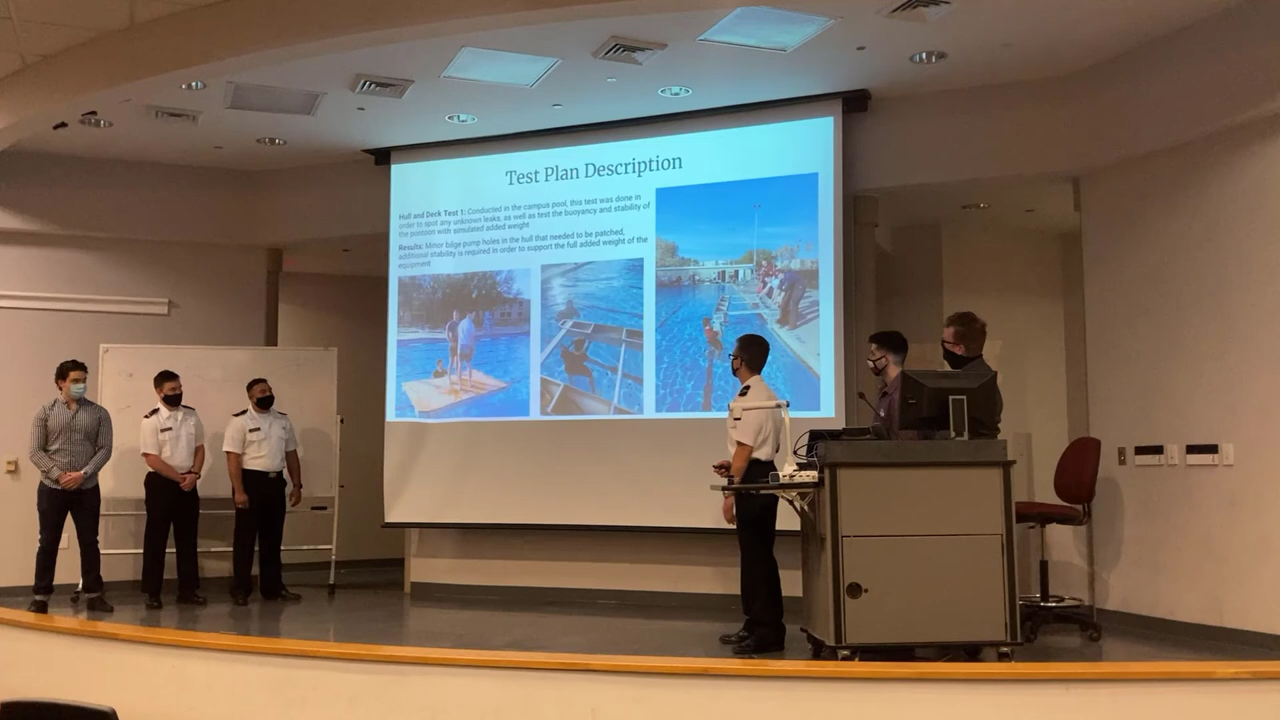 Test Plan Description
Hull and Deck Test 1: Conducted in the campus pool, this test was done in
order to spot any unknown leaks, as well as test the buoyancy and stability of
the pontoon with simulated added weight
Results: Minor bilge pump holes in the hull that needed to be patched,
additional stability is required in order to support the full added weight of the
equipment